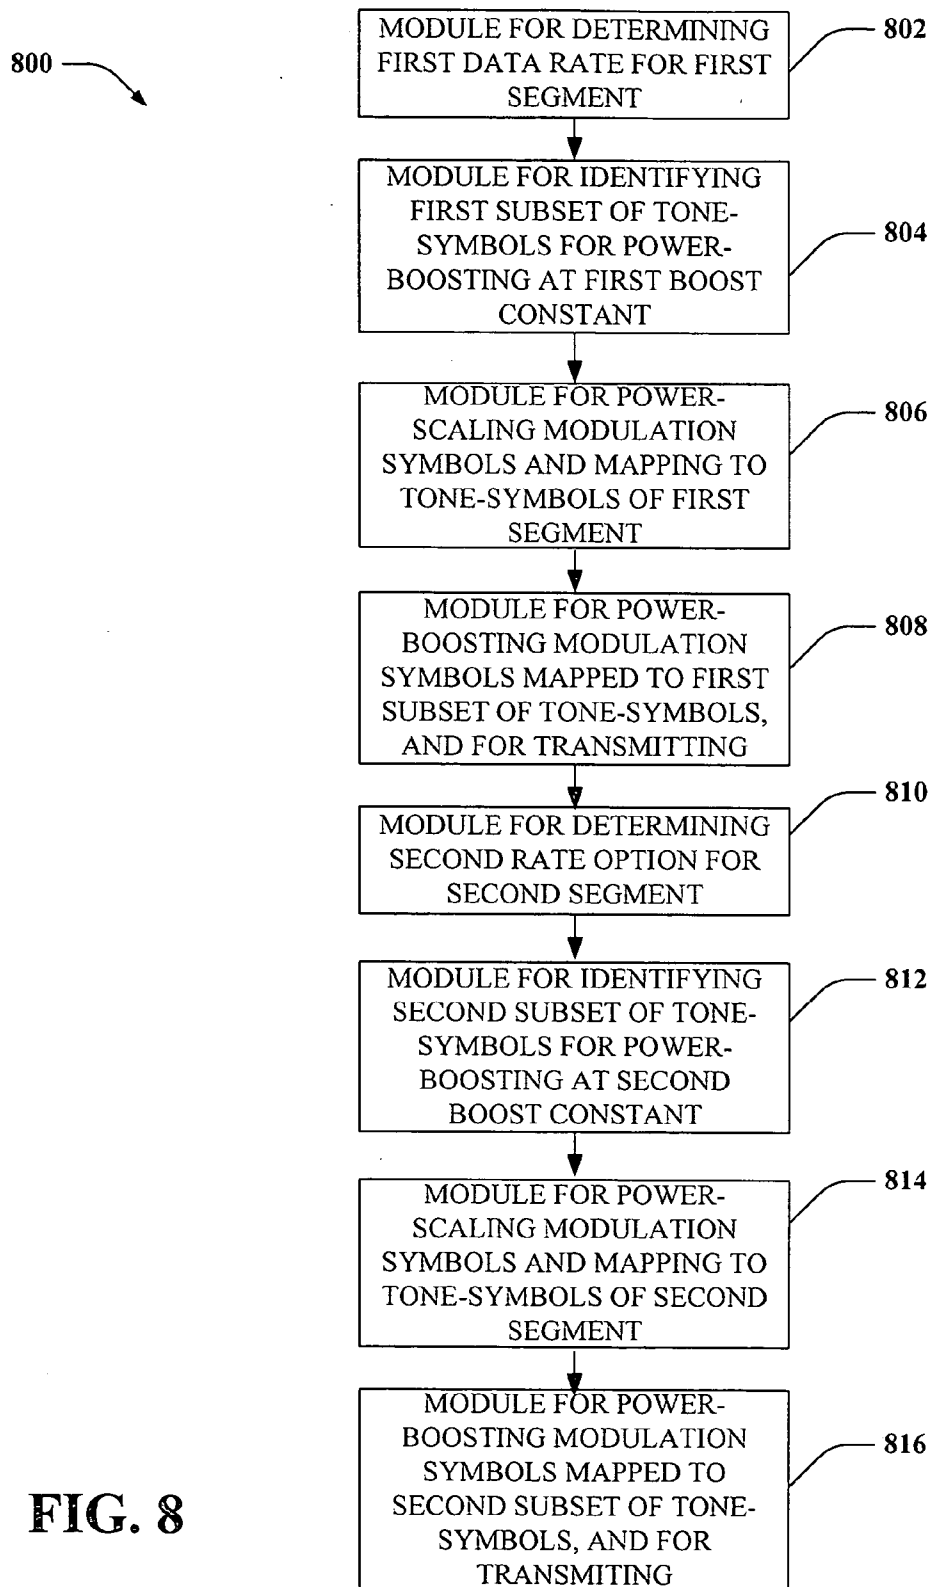 800
MODULE FOR DETERMINING
FIRST DATA RATE FOR FIRST
SEGMENT
802
MODULE FOR IDENTIFYING
FIRST SUBSET OF TONE-
SYMBOLS FOR POWER-
BOOSTING AT FIRST BOOST
CONSTANT
804
MODULE FOR POWER-
SCALING MODULATION
SYMBOLS AND MAPPING TO
TONE-SYMBOLS OF FIRST
SEGMENT
806
MODULE FOR POWER-
BOOSTING MODULATION
SYMBOLS MAPPED TO FIRST
SUBSET OF TONE-SYMBOLS,
AND FOR TRANSMITTING
808
MODULE FOR DETERMINING
SECOND RATE OPTION FOR
SECOND SEGMENT
810
MODULE FOR IDENTIFYING
SECOND SUBSET OF TONE-
SYMBOLS FOR POWER-
BOOSTING AT SECOND
BOOST CONSTANT
812
MODULE FOR POWER-
SCALING MODULATION
SYMBOLS AND MAPPING TO
TONE-SYMBOLS OF SECOND
SEGMENT
814
MODULE FOR POWER-
BOOSTING MODULATION
SYMBOLS MAPPED TO
SECOND SUBSET OF TONE-
SYMBOLS, AND FOR
TRANSMITING
816
FIG. 8